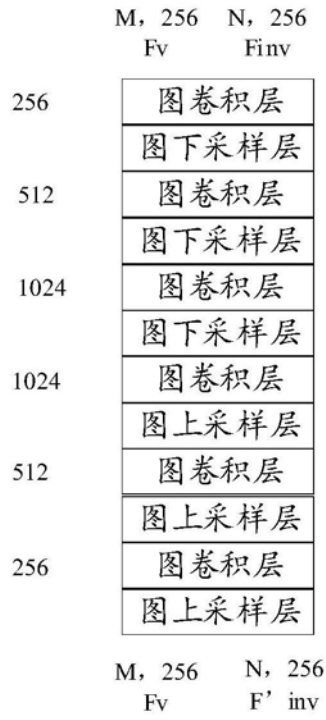 M，256 N，256
Fv Finv
256 图卷积层
图下采样层
512 图卷积层
图下采样层
1024 图卷积层
图下采样层
1024 图卷积层
图上采样层
512 图卷积层
图上采样层
256 图卷积层
图上采样层
M，256 N，256
Fv F’inv